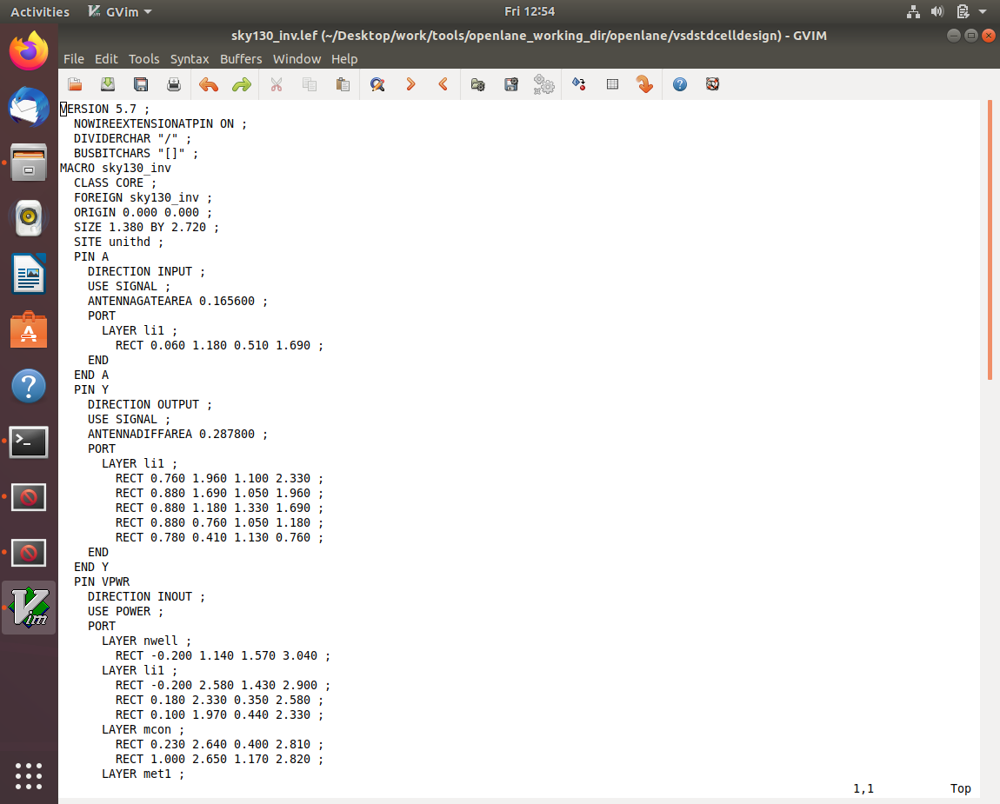 Activities GVim Fri 12:54
sky130_inv.lef (~/Desktop/work/tools/openlane_working_dir/openlane/vsdstdcelldesign) - GVIM
File Edit Tools Syntax Buffers Window Help
VERSION 5.7 ;
  NOWIREEXTENSIONATPIN ON ;
  DIVIDERCHAR "/" ;
  BUSBITCHARS "[]" ;
MACRO sky130_inv
  CLASS CORE ;
  FOREIGN sky130_inv ;
  ORIGIN 0.000 0.000 ;
  SIZE 1.380 BY 2.720 ;
  SITE unithd ;
  PIN A
    DIRECTION INPUT ;
    USE SIGNAL ;
    ANTENNAGATEAREA 0.165600 ;
    PORT
      LAYER li1 ;
        RECT 0.060 1.180 0.510 1.690 ;
    END
  END A
  PIN Y
    DIRECTION OUTPUT ;
    USE SIGNAL ;
    ANTENNADIFFAREA 0.287800 ;
    PORT
      LAYER li1 ;
        RECT 0.760 1.960 1.100 2.330 ;
        RECT 0.880 1.690 1.050 1.960 ;
        RECT 0.880 1.180 1.330 1.690 ;
        RECT 0.880 0.760 1.050 1.180 ;
        RECT 0.780 0.410 1.130 0.760 ;
    END
  END Y
  PIN VPWR
    DIRECTION INOUT ;
    USE POWER ;
    PORT
      LAYER nwell ;
        RECT -0.200 1.140 1.570 3.040 ;
      LAYER li1 ;
        RECT -0.200 2.580 1.430 2.900 ;
        RECT 0.180 2.330 0.350 2.580 ;
        RECT 0.100 1.970 0.440 2.330 ;
      LAYER mcon ;
        RECT 0.230 2.640 0.400 2.810 ;
        RECT 1.000 2.650 1.170 2.820 ;
      LAYER met1 ;
1,1 Top